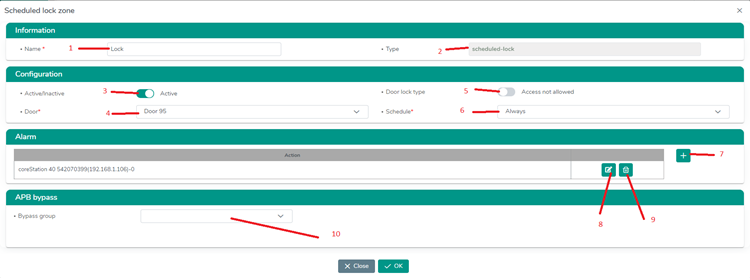 Scheduled lock zone ×
Information
• Name * 1 Lock • Type 2 scheduled-lock
Configuration
• Active/Inactive 3 Active Door lock type 5 Access not allowed
• Door* 4 Door 95 • Schedule* 6 Always
Alarm
Action + 7
coreStation 40 542070399(192.168.1.106)-0
8 9
APB bypass
• Bypass group 10
× Close ✓ OK